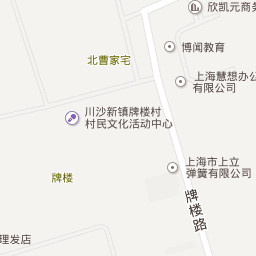 欣凯元商务
博闻教育
北曹家宅
上海慧想办公
有限公司
川沙新镇牌楼村
村民文化活动中心
上海市上立
弹簧有限公司
牌楼
牌楼路
理发店